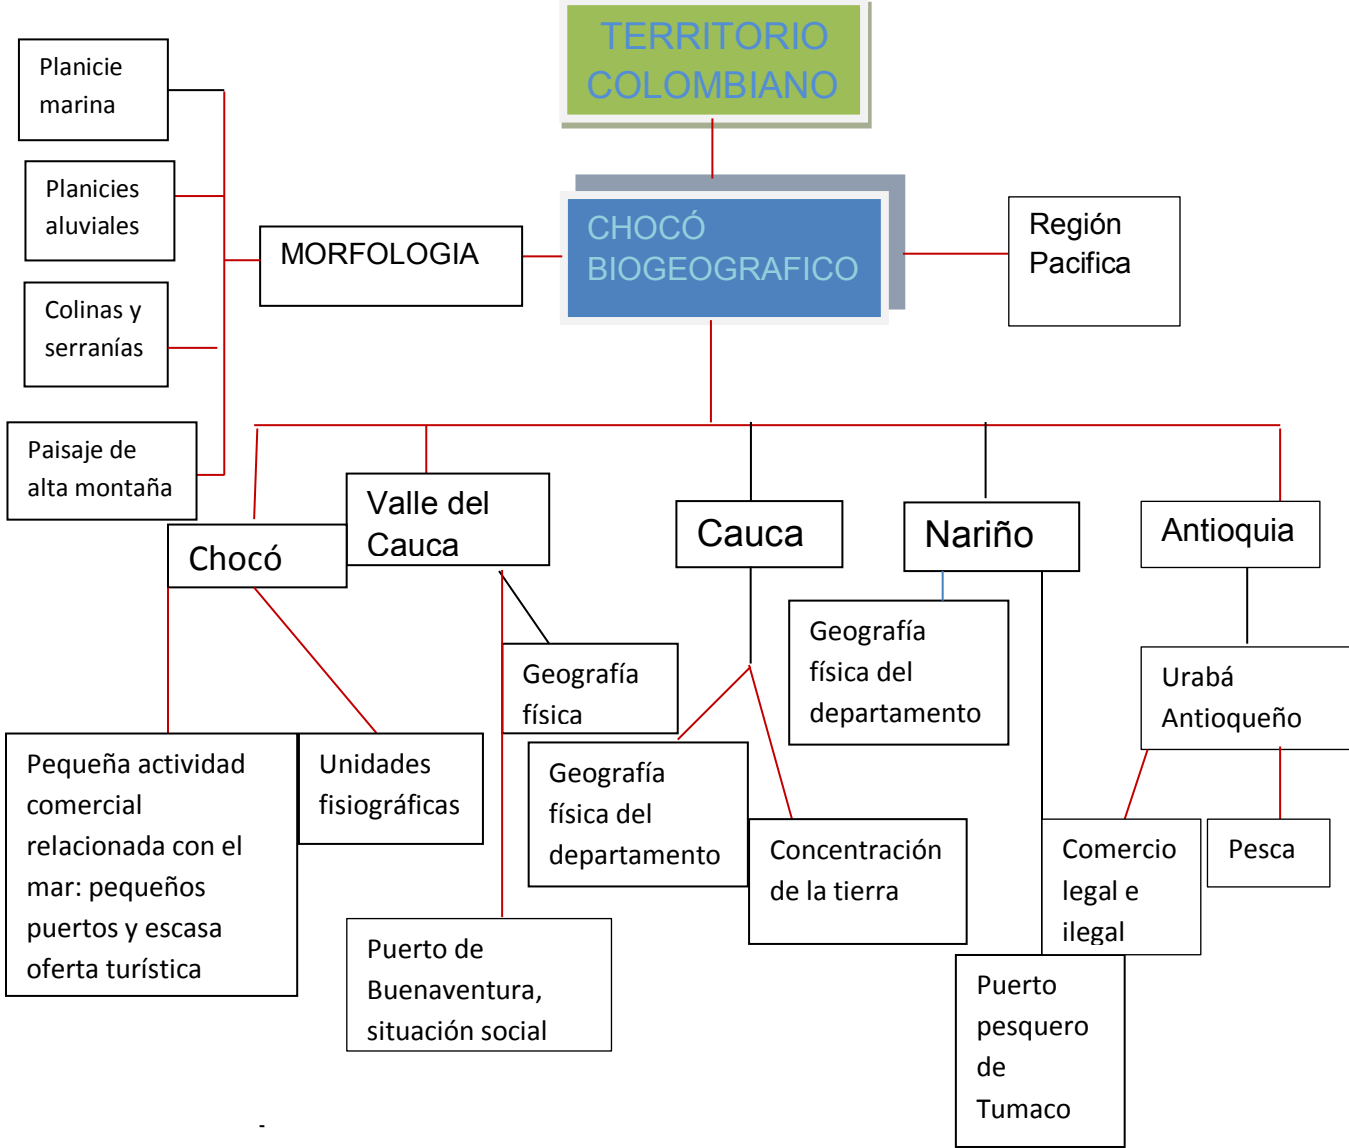 TERRITORIO
COLOMBIANO
Planicie
marina
Planicies
aluviales
Colinas y
serranías
Paisaje de
alta montaña
MORFOLOGIA
CHOCÓ
BIOGEOGRAFICO
Región
Pacifica
Chocó
Valle del
Cauca
Cauca
Nariño
Antioquia
Geografía
física
Geografía
física del
departamento
Urabá
Antioqueño
Pequeña actividad
comercial
relacionada con el
mar: pequeños
puertos y escasa
oferta turística
Unidades
fisiográficas
Geografía
física del
departamento
Concentración
de la tierra
Comercio
legal e
ilegal
Pesca
Puerto de
Buenaventura,
situación social
Puerto
pesquero
de
Tumaco
-